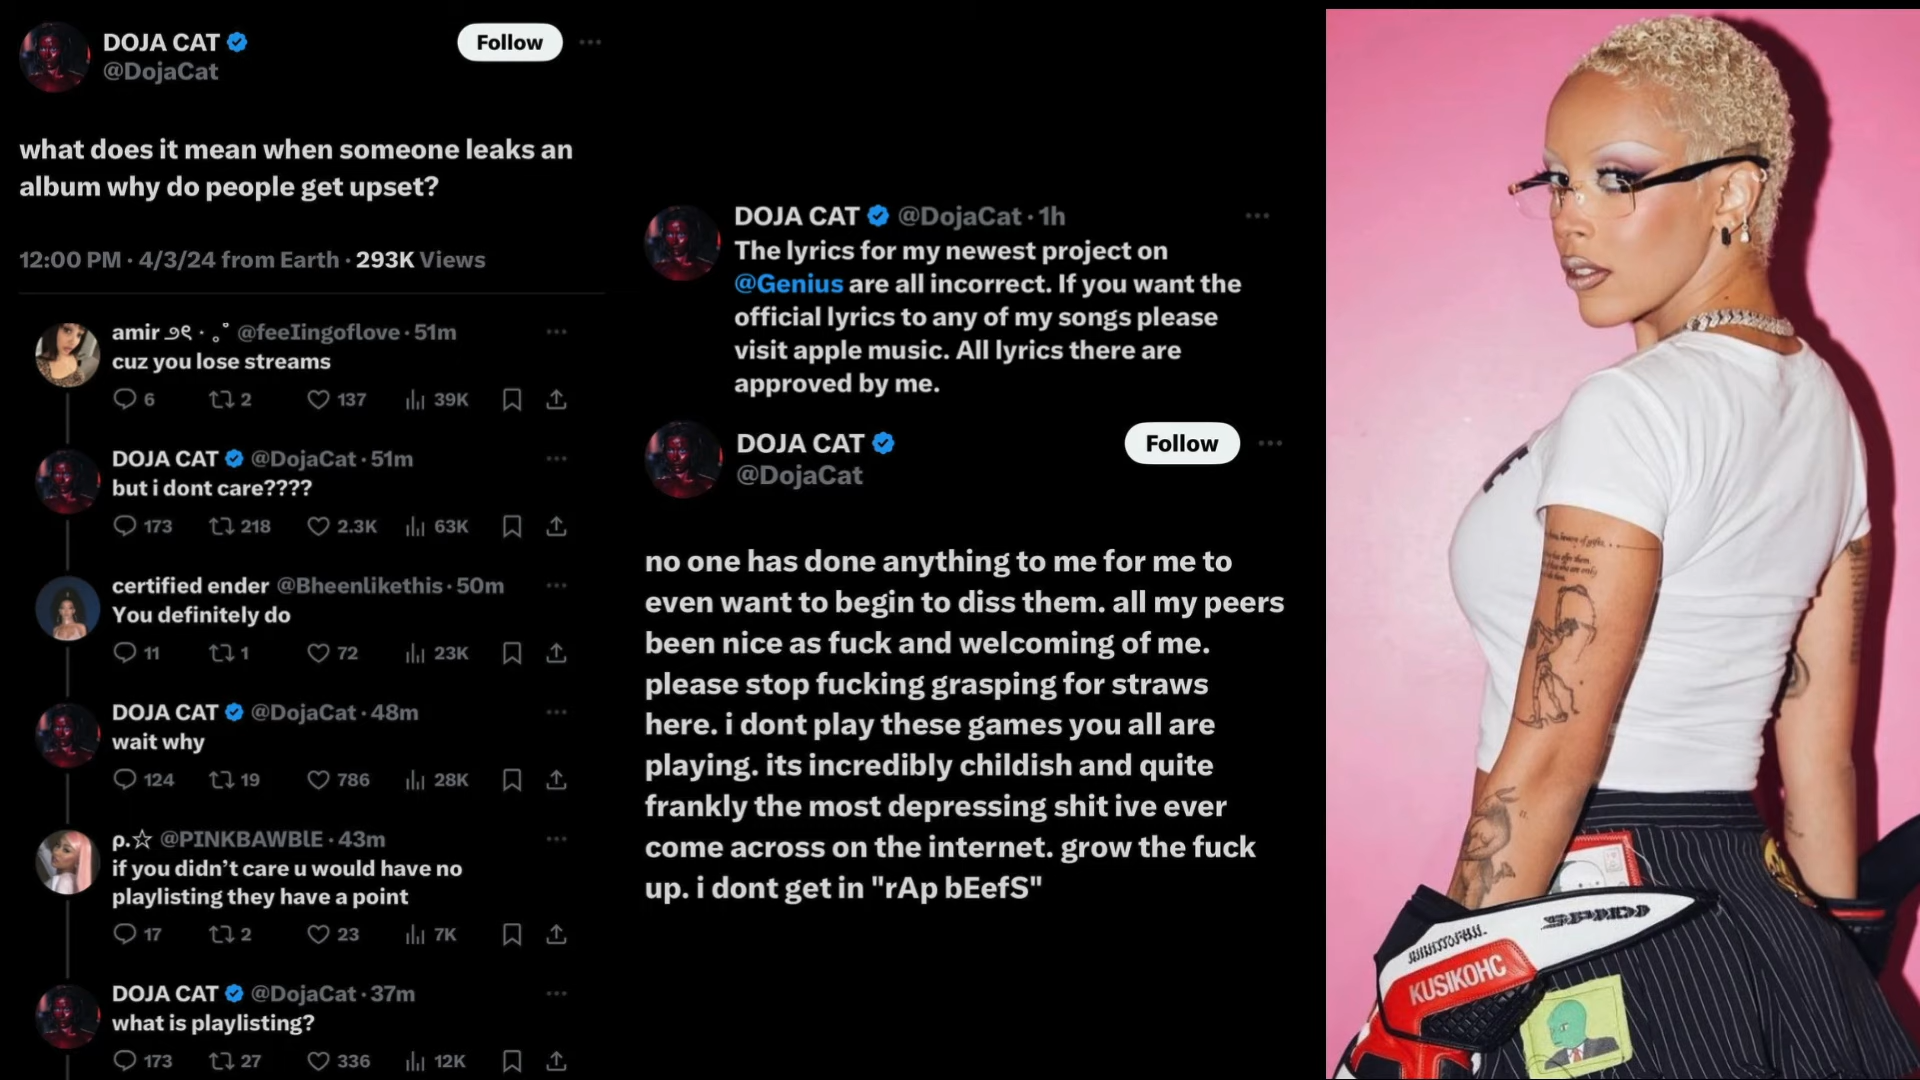 DOJA CAT
@DojaCat
Follow
what does it mean when someone leaks an
album why do people get upset?
12:00 PM · 4/3/24 from Earth · 293K Views
amir ୨୧ · ｡˚ @feeIingoflove · 51m
cuz you lose streams
6 2 137 39K
DOJA CAT @DojaCat · 51m
but i dont care????
173 218 2.3K 63K
certified ender @Bheenlikethis · 50m
You definitely do
11 1 72 23K
DOJA CAT @DojaCat · 48m
wait why
124 19 786 28K
ρ.☆ @PINKBAWBlE · 43m
if you didn’t care u would have no
playlisting they have a point
17 2 23 7K
DOJA CAT @DojaCat · 37m
what is playlisting?
173 27 336 12K
DOJA CAT @DojaCat · 1h
The lyrics for my newest project on
@Genius are all incorrect. If you want the
official lyrics to any of my songs please
visit apple music. All lyrics there are
approved by me.
DOJA CAT
@DojaCat
Follow
no one has done anything to me for me to
even want to begin to diss them. all my peers
been nice as fuck and welcoming of me.
please stop fucking grasping for straws
here. i dont play these games you all are
playing. its incredibly childish and quite
frankly the most depressing shit ive ever
come across on the internet. grow the fuck
up. i dont get in "rAp bEefS"
KUSIKOHC